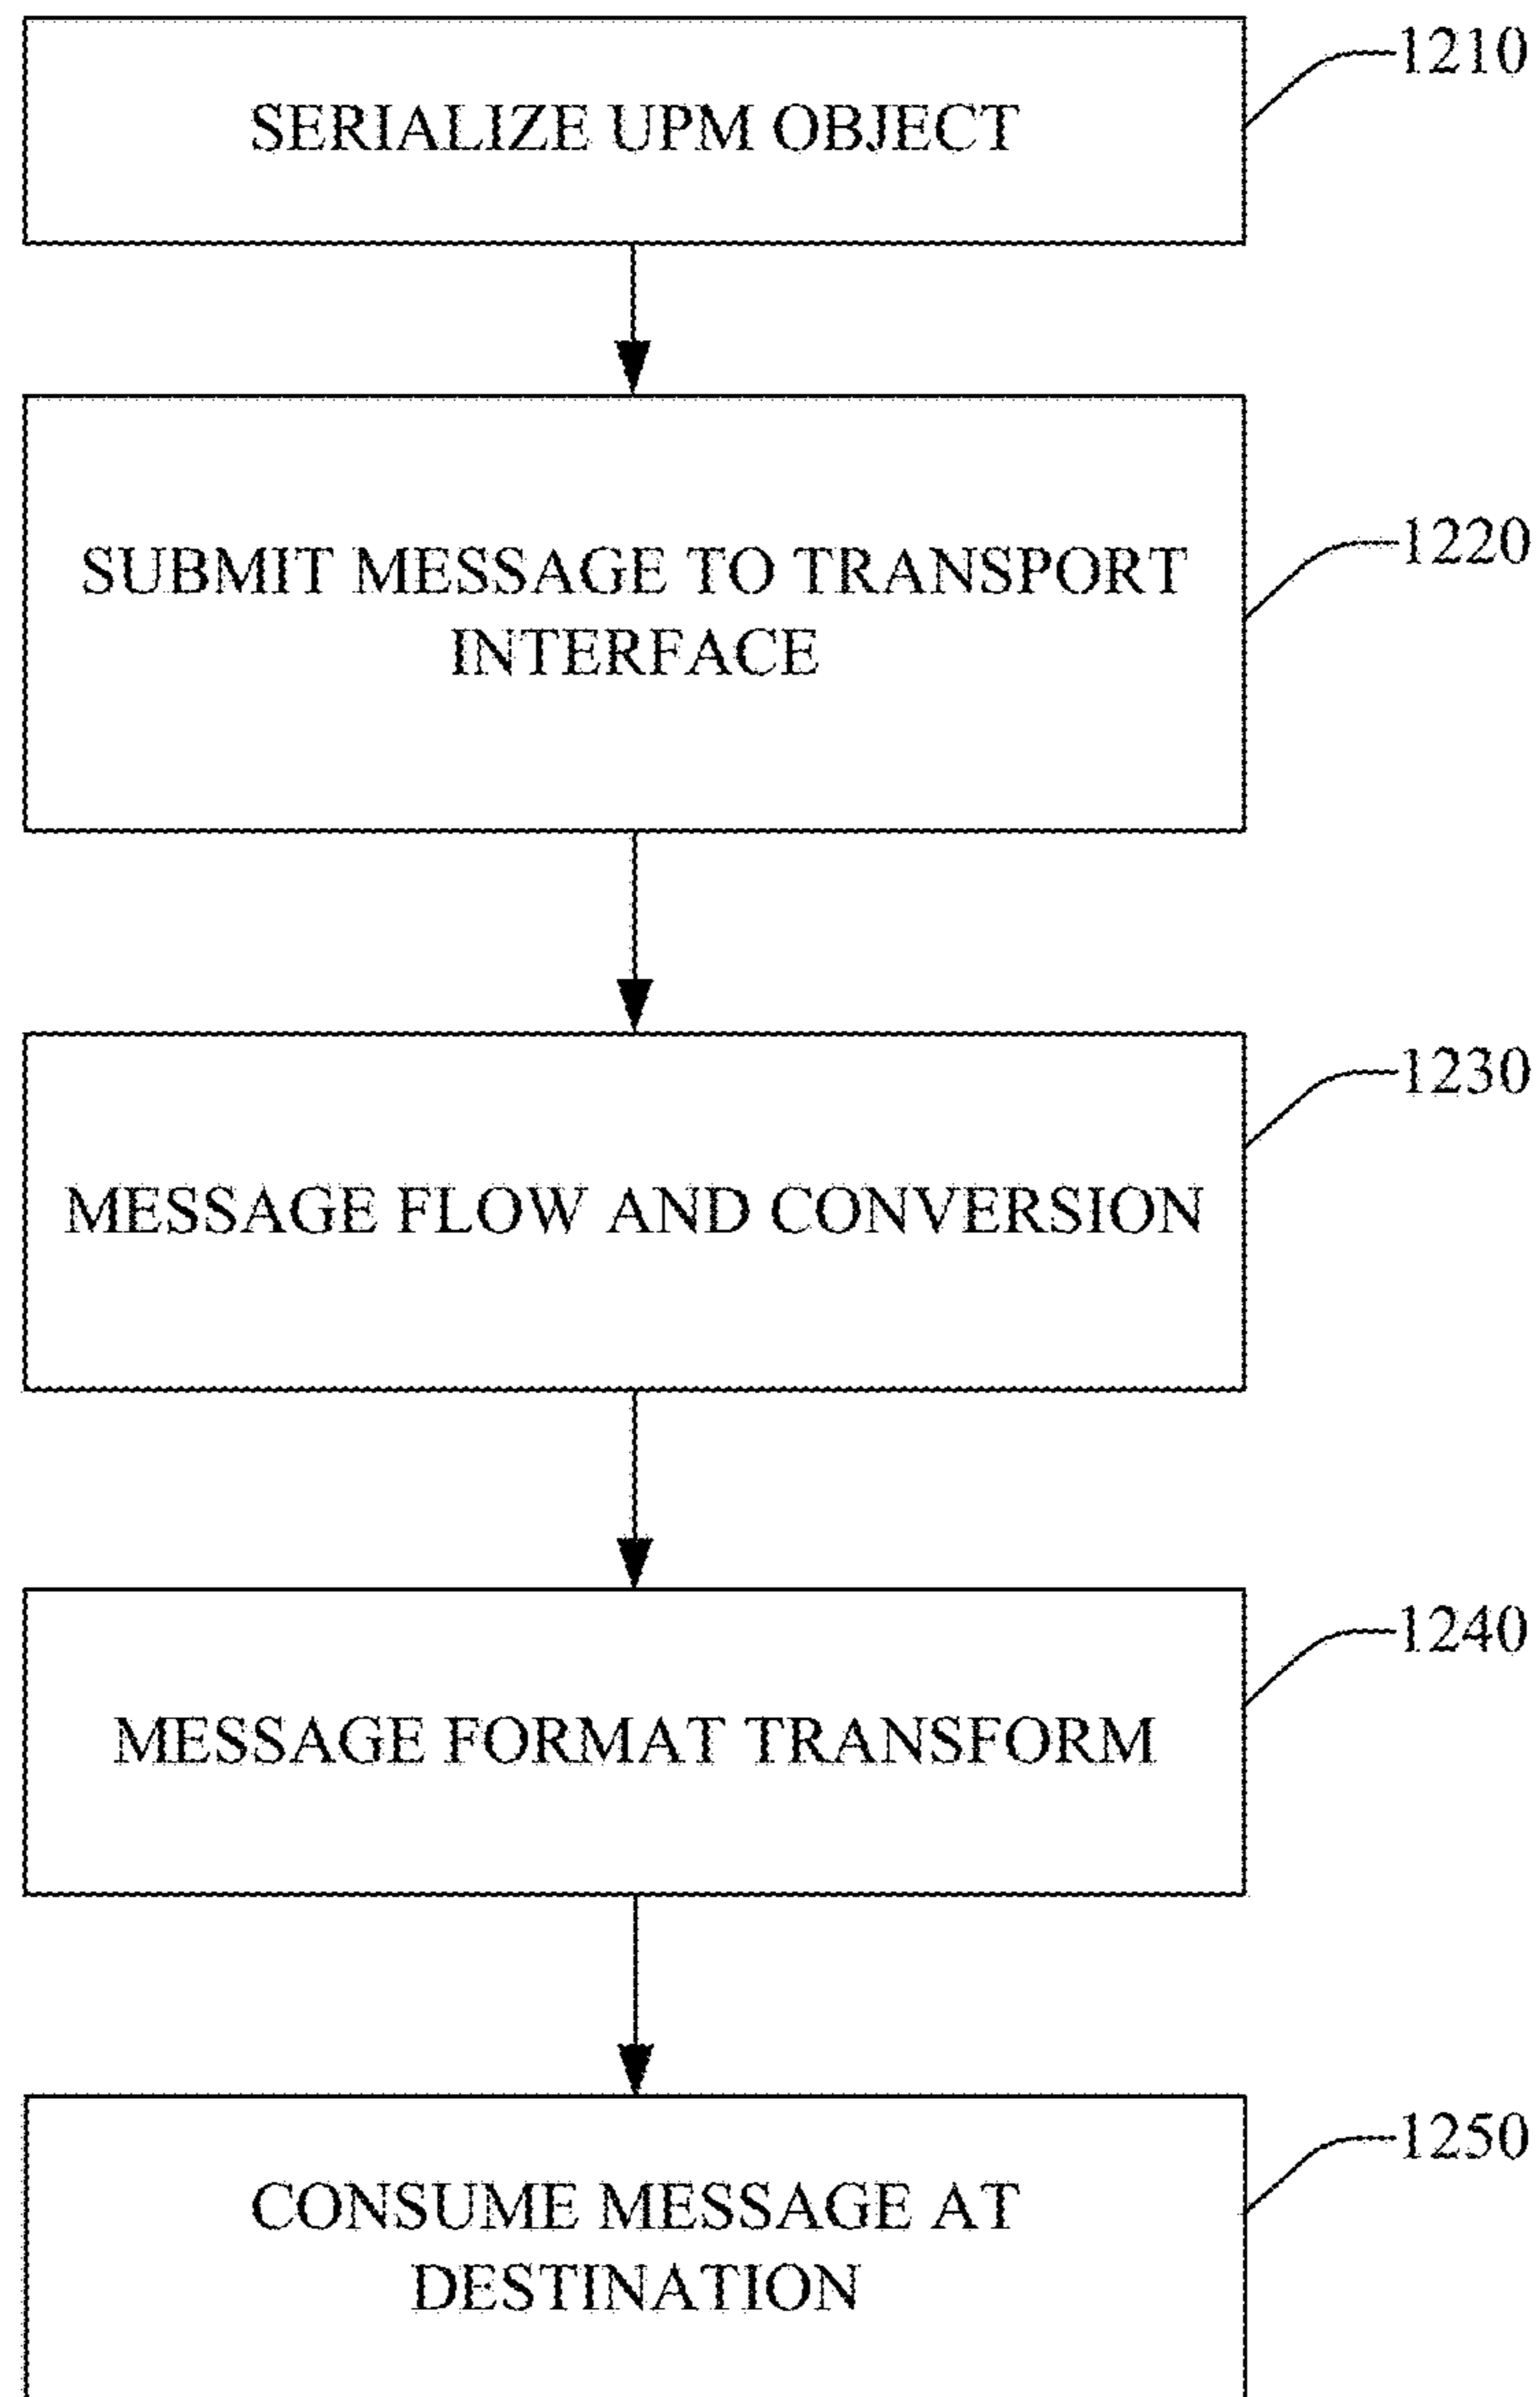 1210
SERIALIZE UPM OBJECT
1220
SUBMIT MESSAGE TO TRANSPORT
INTERFACE
1230
MESSAGE FLOW AND CONVERSION
1240
MESSAGE FORMAT TRANSFORM
1250
CONSUME MESSAGE AT
DESTINATION